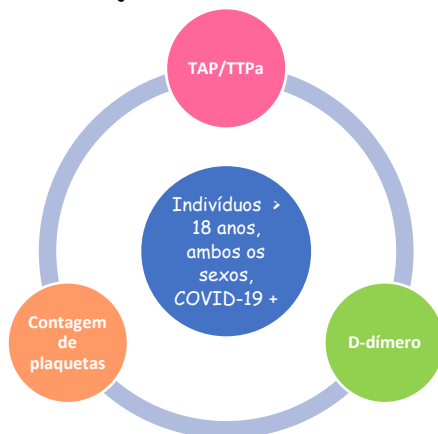 TAP/TTPa
Indivíduos >
18 anos,
ambos os
sexos,
COVID-19 +
Contagem
de
plaquetas
D-dímero